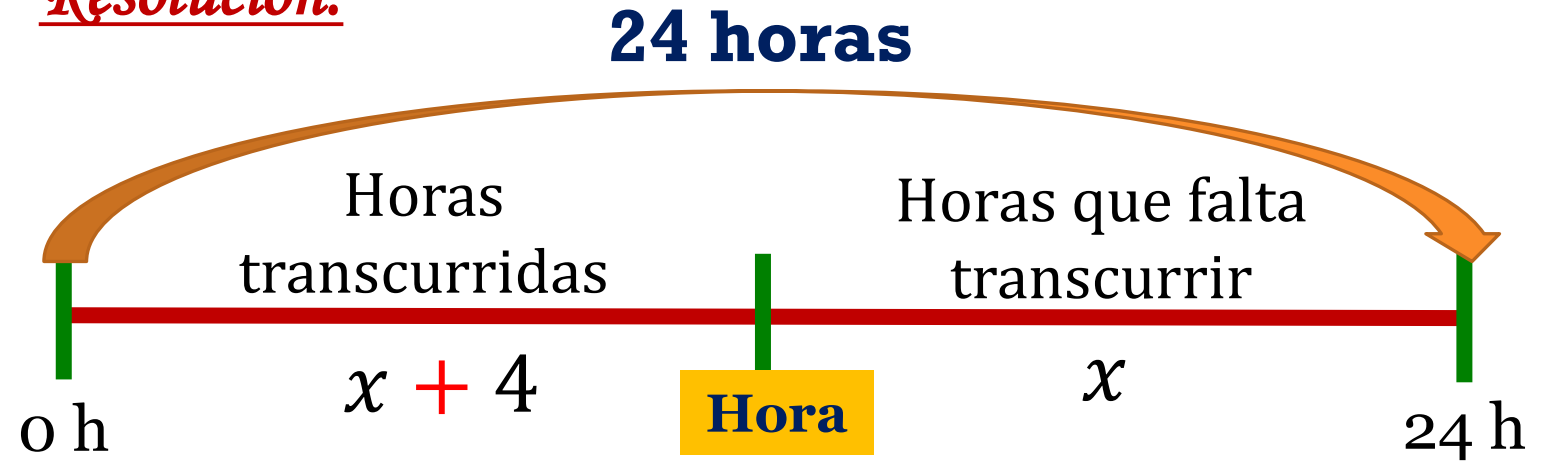 Resolución:
24 horas
Horas
transcurridas
Horas que falta
transcurrir
x + 4
x
Hora
0 h
24 h